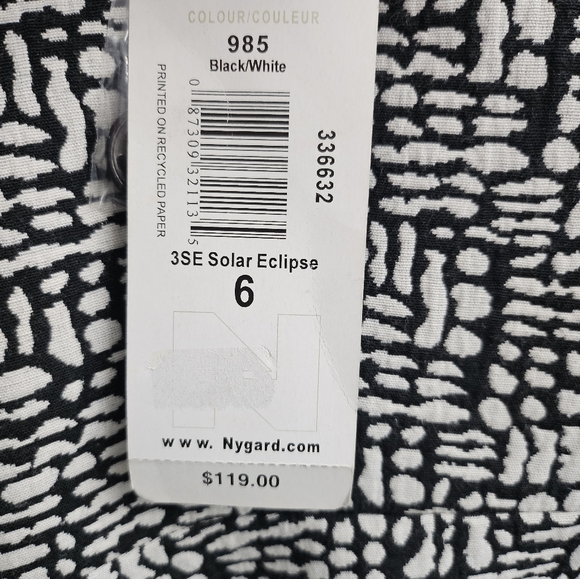 COLOUR/COULEUR
985
Black/White
PRINTED ON RECYCLED PAPER
0 87309 32113 5
336632
3SE Solar Eclipse
6
N
www. Nygard.com
$119.00